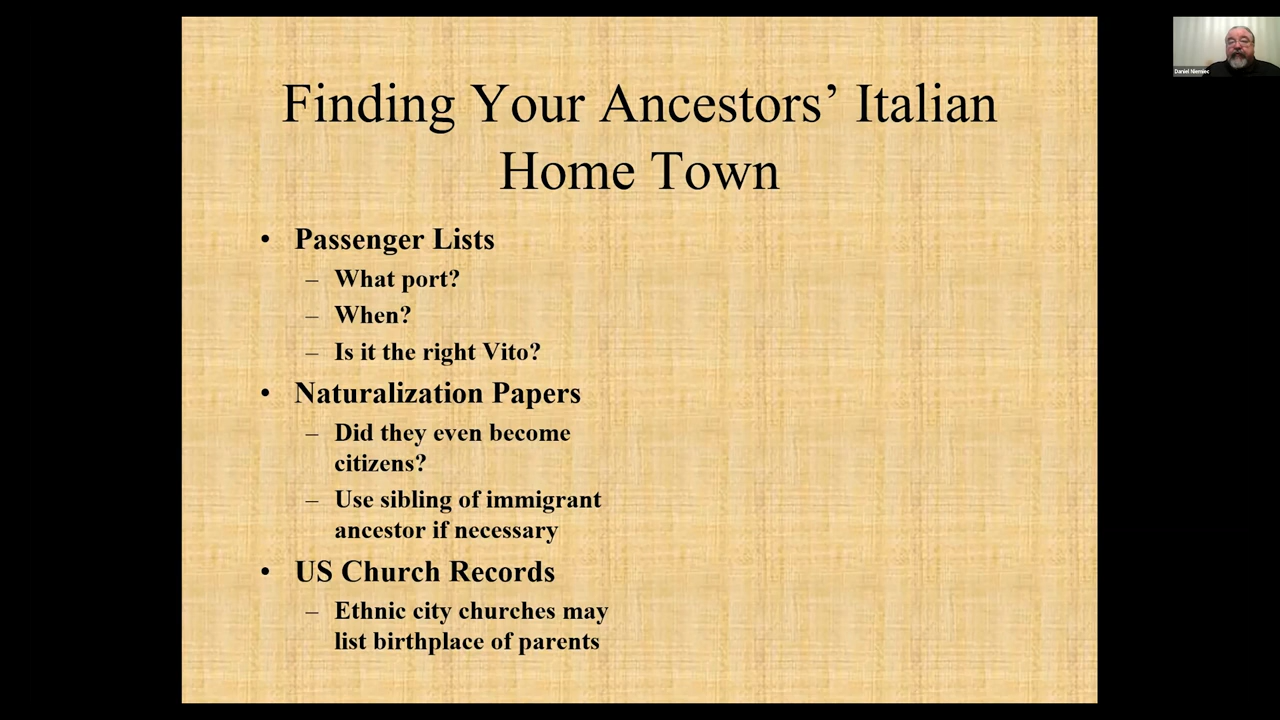 Finding Your Ancestors’ Italian
Home Town
• Passenger Lists
– What port?
– When?
– Is it the right Vito?
• Naturalization Papers
– Did they even become
citizens?
– Use sibling of immigrant
ancestor if necessary
• US Church Records
– Ethnic city churches may
list birthplace of parents
Daniel Niemiec